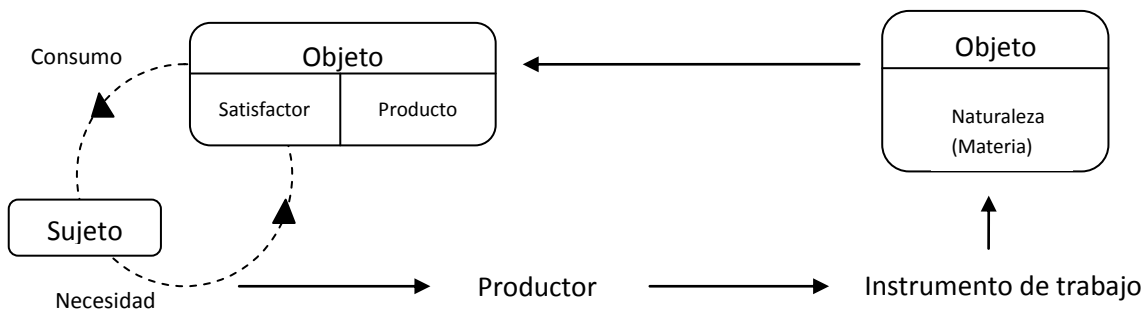 Consumo
Objeto
Satisfactor
Producto
Objeto
Naturaleza
(Materia)
Sujeto
Necesidad
Productor
Instrumento de trabajo